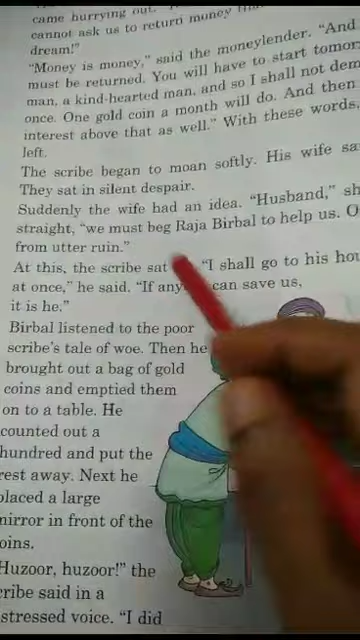 came hurrying out.
cannot ask us to return money
dream!"
"Money is money," said the moneylender. "And
must be returned. You will have to start tomor
man, a kind-hearted man, and so I shall not dem
once. One gold coin a month will do. And then
interest above that as well." With these words,
left.
The scribe began to moan softly. His wife sa
They sat in silent despair.
Suddenly the wife had an idea. "Husband," sh
straight, "we must beg Raja Birbal to help us. O
from utter ruin."
At this, the scribe sat "I shall go to his hou
at once," he said. "If any can save us,
it is he."
Birbal listened to the poor
scribe's tale of woe. Then he
brought out a bag of gold
coins and emptied them
on to a table. He
counted out a
hundred and put the
rest away. Next he
placed a large
mirror in front of the
oins.
Huzoor, huzoor!" the
ribe said in a
stressed voice. "I did